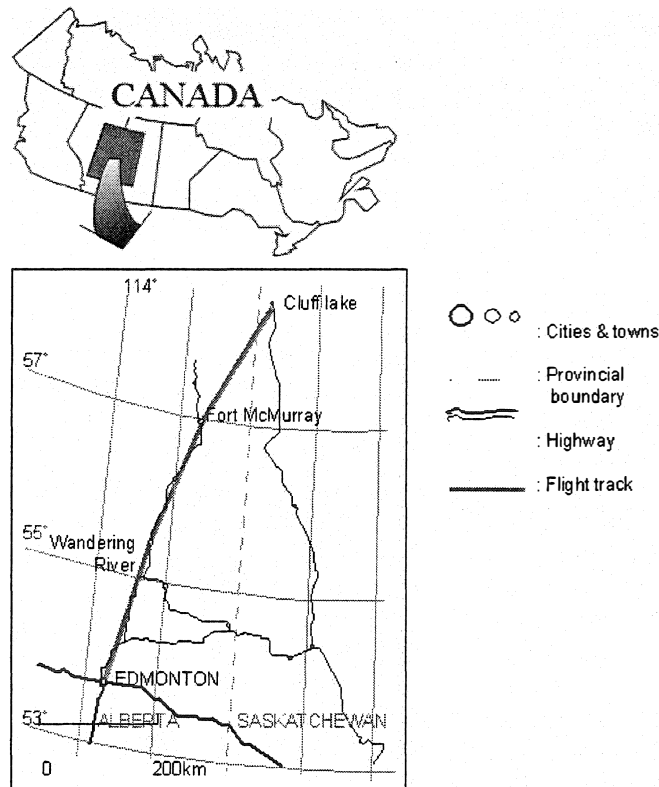 CANADA
114°
Cluff lake
57°
Fort McMurray
55°
Wandering
River
EDMONTON
53°
ALBERTA
SASKATCHEWAN
0
200km
: Cities & towns
: Provincial
boundary
: Highway
: Flight track